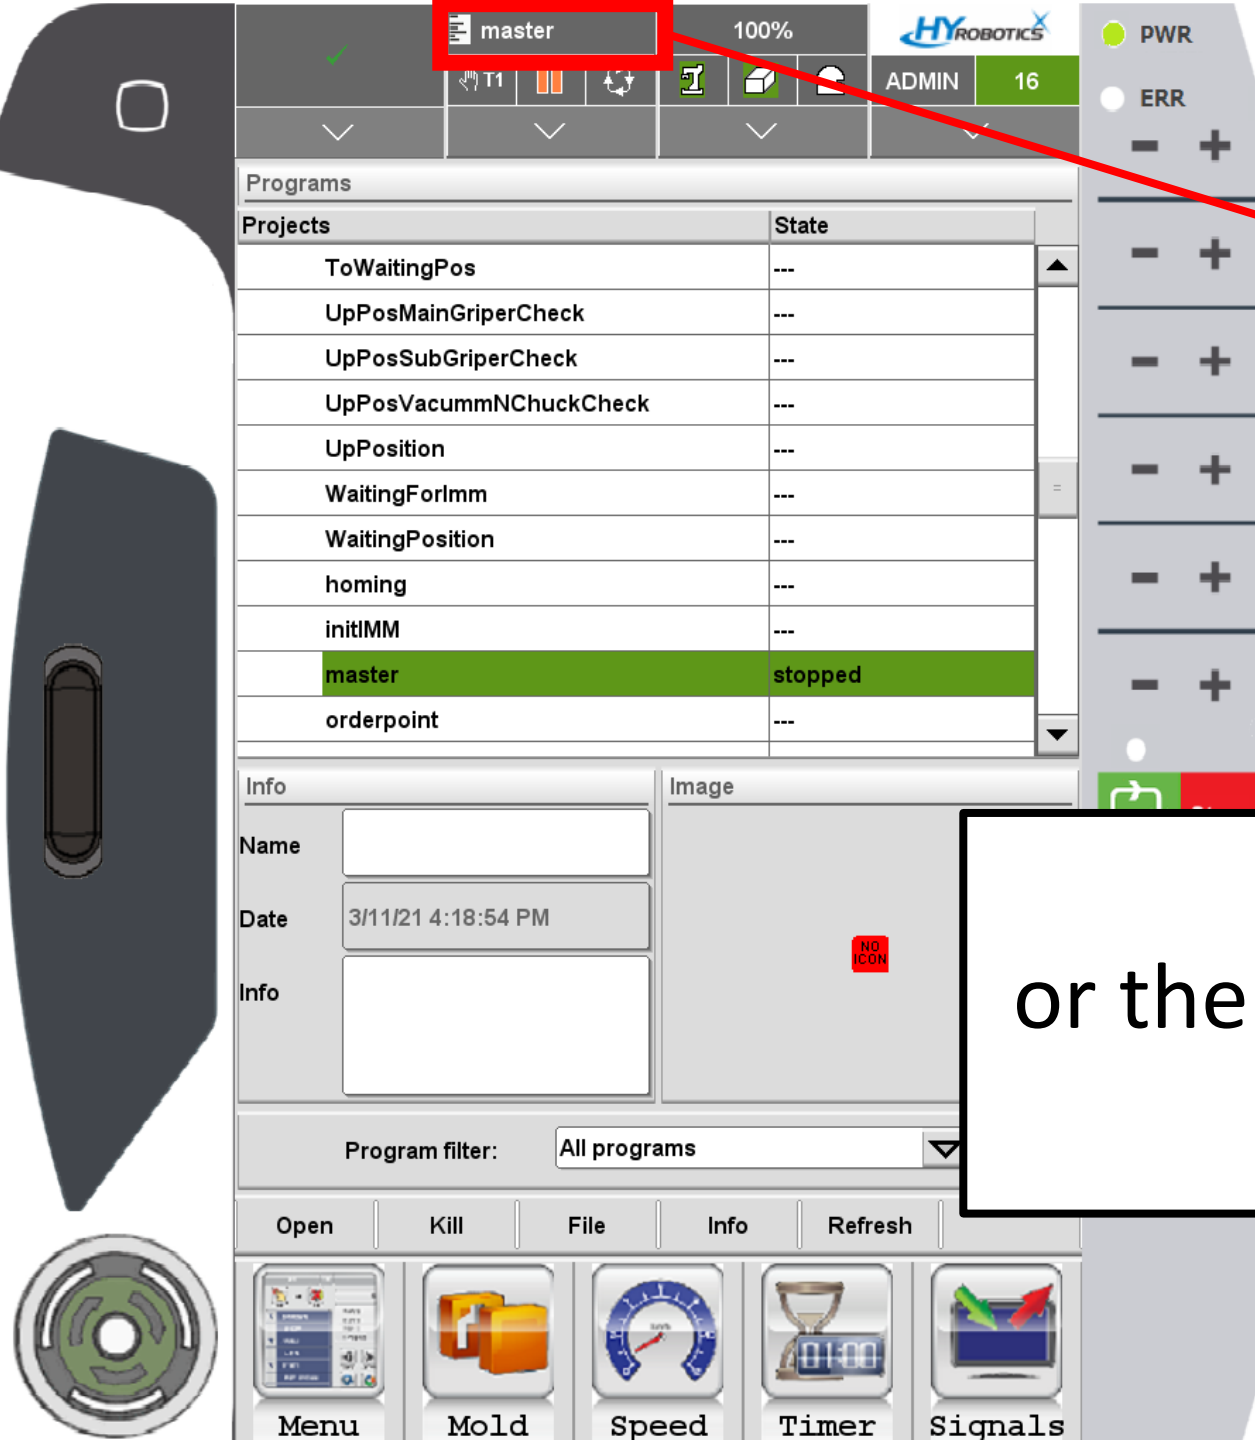 master
100%
HYROBOTICS
PWR
T1
ADMIN
16
ERR
Programs
Projects
State
ToWaitingPos
---
UpPosMainGriperCheck
---
UpPosSubGriperCheck
---
UpPosVacummNChuckCheck
---
UpPosition
---
WaitingForImm
---
WaitingPosition
---
homing
---
initIMM
---
master
stopped
orderpoint
---
Info
Image
Name
Date
3/11/21 4:18:54 PM
NO
ICON
Info
or the
Program filter:
All programs
Open
Kill
File
Info
Refresh
01:00
Menu
Mold
Speed
Timer
Signals